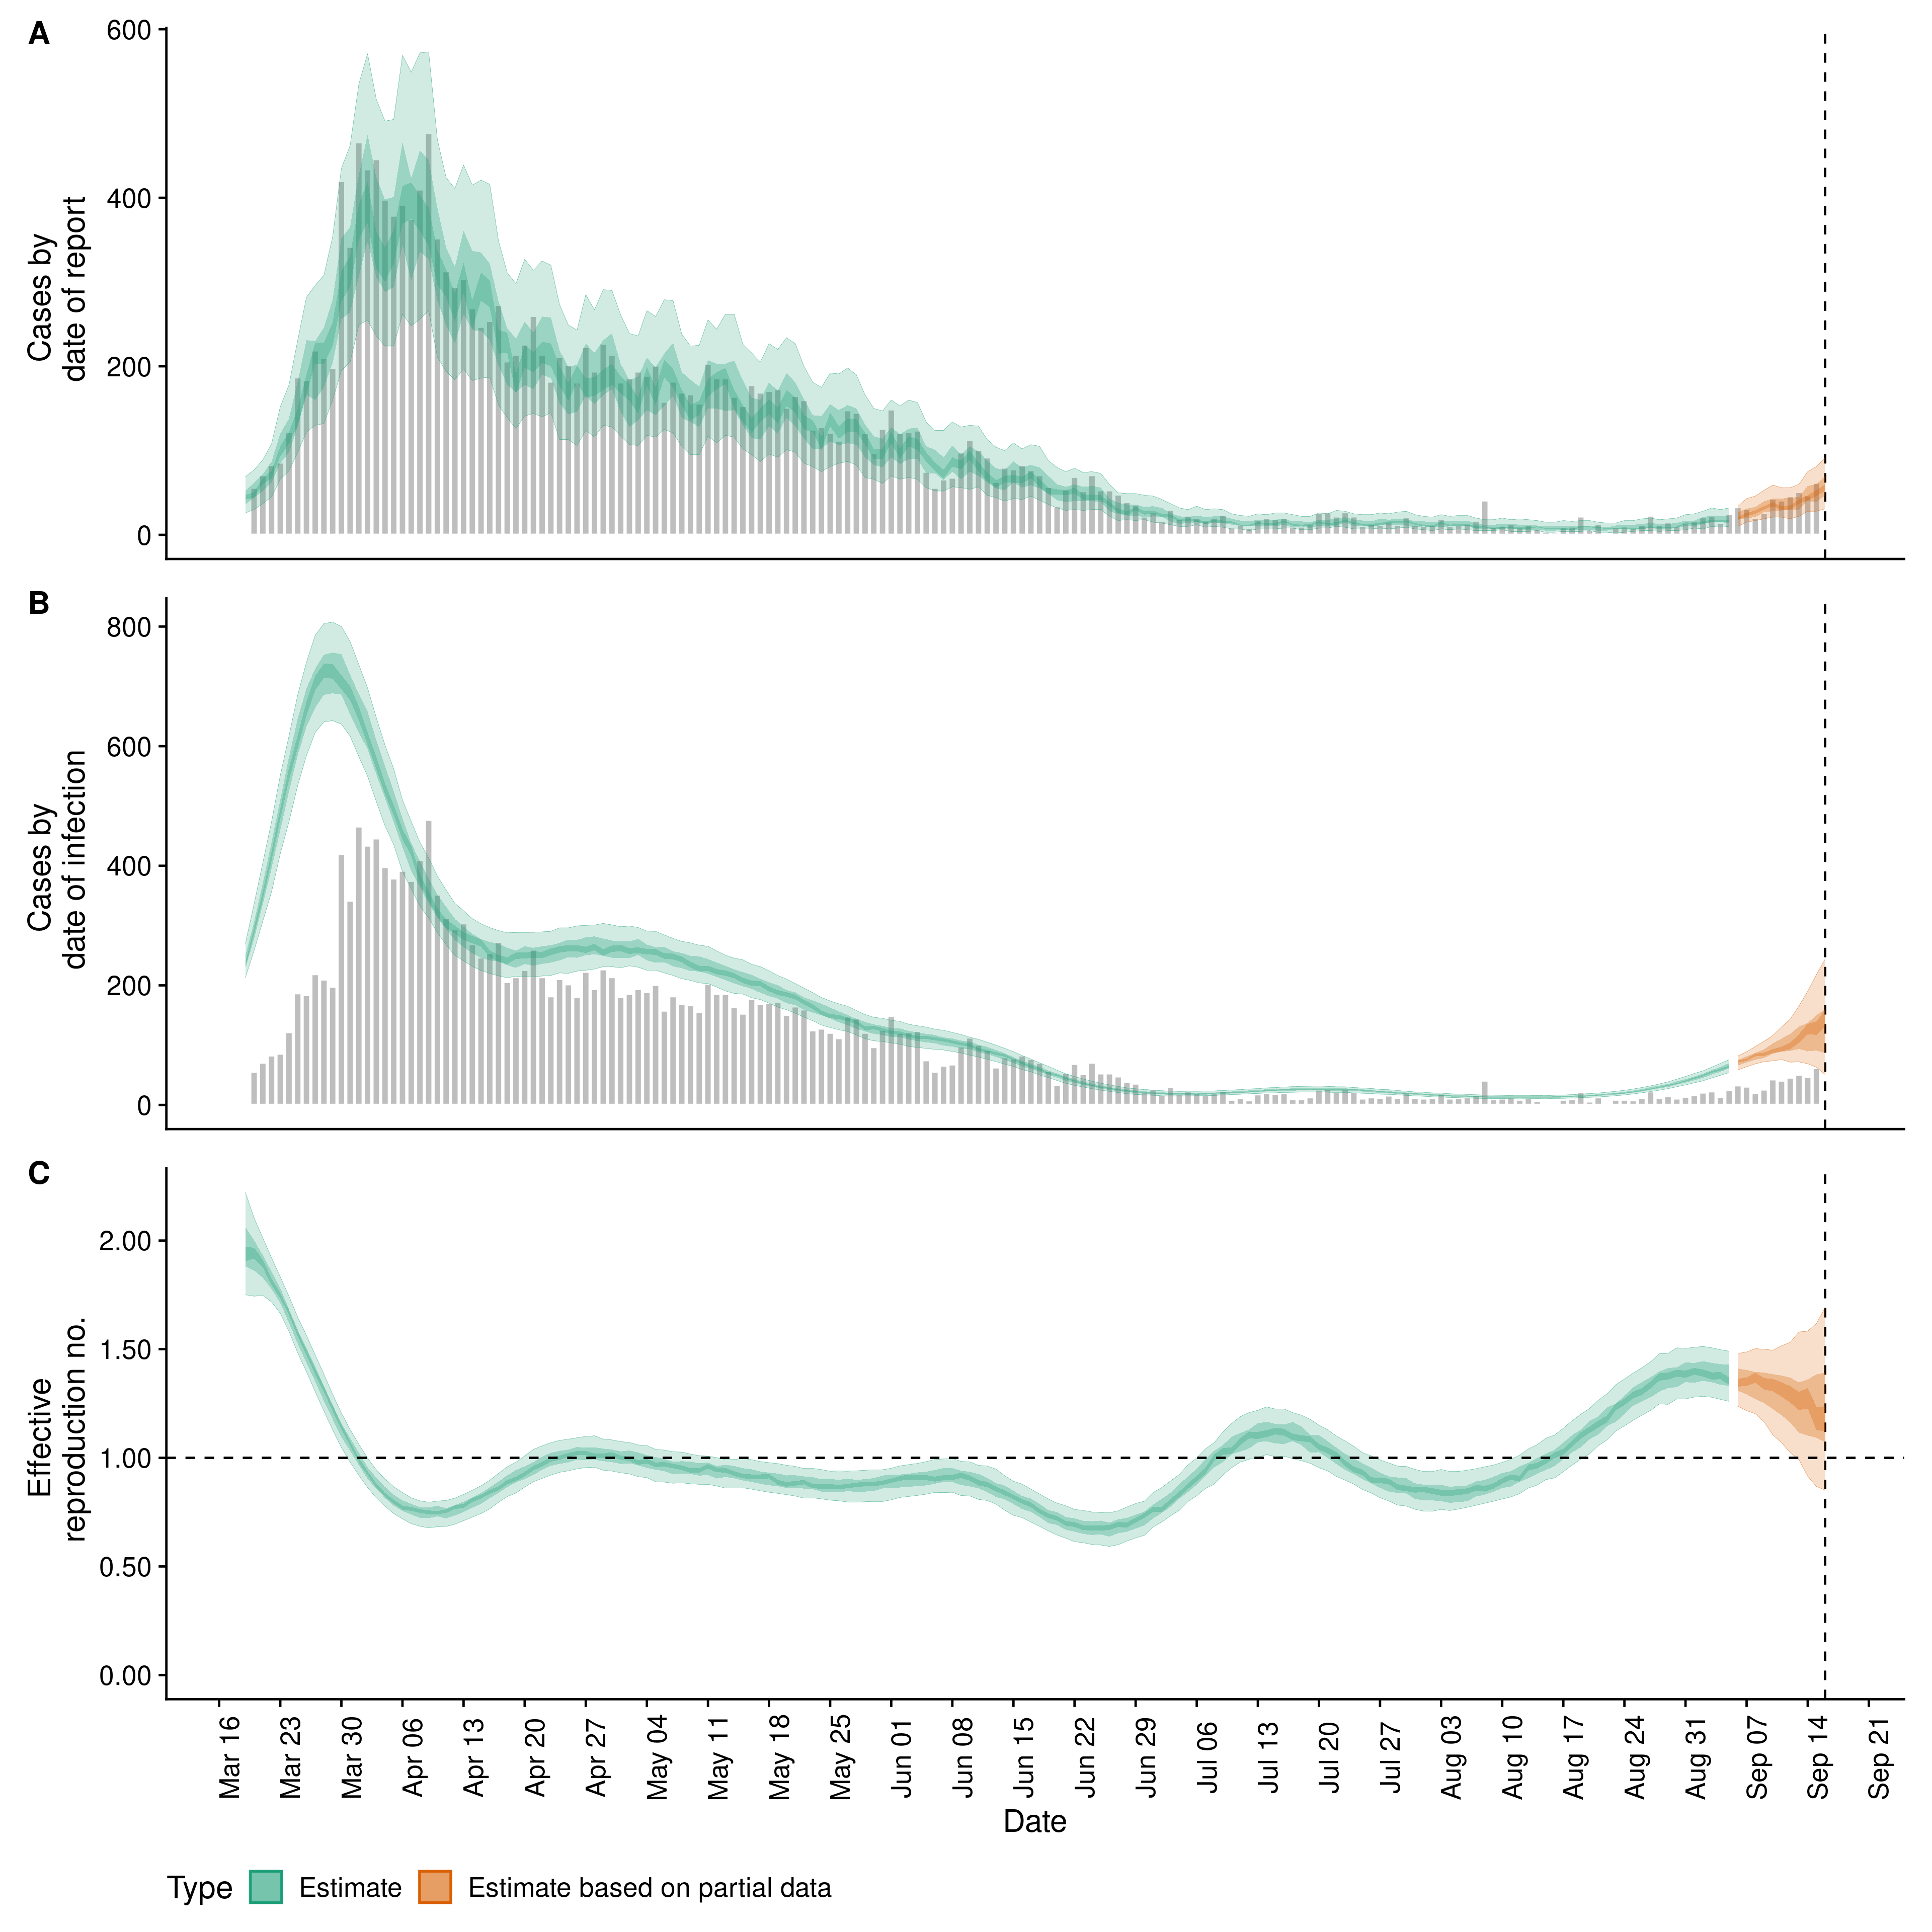 A
Cases by
date of report
600
400
200
0
B
Cases by
date of infection
800
600
400
200
0
C
Effective
reproduction no.
2.00
1.50
1.00
0.50
0.00
Mar 16
Mar 23
Mar 30
Apr 06
Apr 13
Apr 20
Apr 27
May 04
May 11
May 18
May 25
Jun 01
Jun 08
Jun 15
Jun 22
Jun 29
Jul 06
Jul 13
Jul 20
Jul 27
Aug 03
Aug 10
Aug 17
Aug 24
Aug 31
Sep 07
Sep 14
Sep 21
Date
Type Estimate Estimate based on partial data